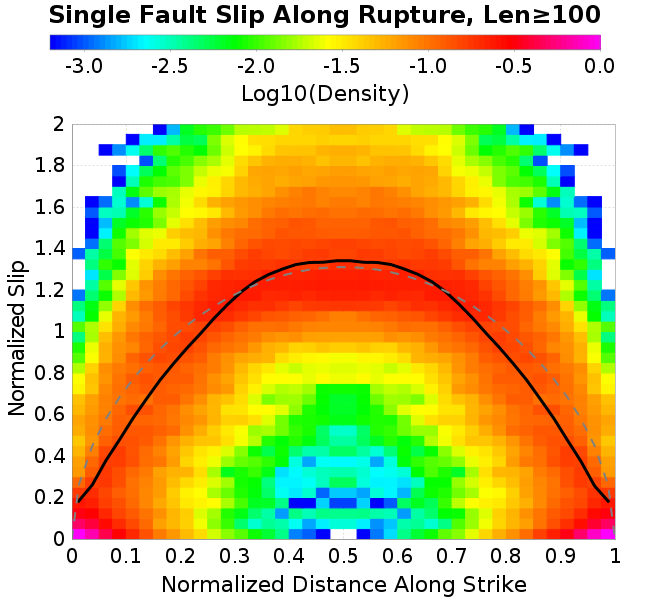 Single Fault Slip Along Rupture, Len≥100
-3.0 -2.5 -2.0 -1.5 -1.0 -0.5 0.0
Log10(Density)
2
1.8
1.6
1.4
1.2
1
0.8
0.6
0.4
0.2
0
Normalized Slip
0 0.1 0.2 0.3 0.4 0.5 0.6 0.7 0.8 0.9 1
Normalized Distance Along Strike